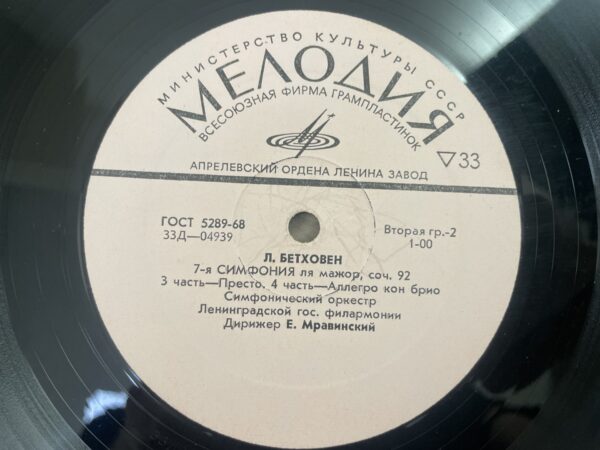 МИНИСТЕРСТВО КУЛЬТУРЫ СССР
МЕЛОДИЯ
ВСЕСОЮЗНАЯ ФИРМА ГРАМПЛАСТИНОК
▽33
АПРЕЛЕВСКИЙ ОРДЕНА ЛЕНИНА ЗАВОД
ГОСТ 5289-68
33Д—04939
Вторая гр.-2
1-00
Л. БЕТХОВЕН
7-я СИМФОНИЯ ля мажор, соч. 92
3 часть—Престо, 4 часть—Аллегро кон брио
Симфонический оркестр
Ленинградской гос. филармонии
Дирижер Е. Мравинский